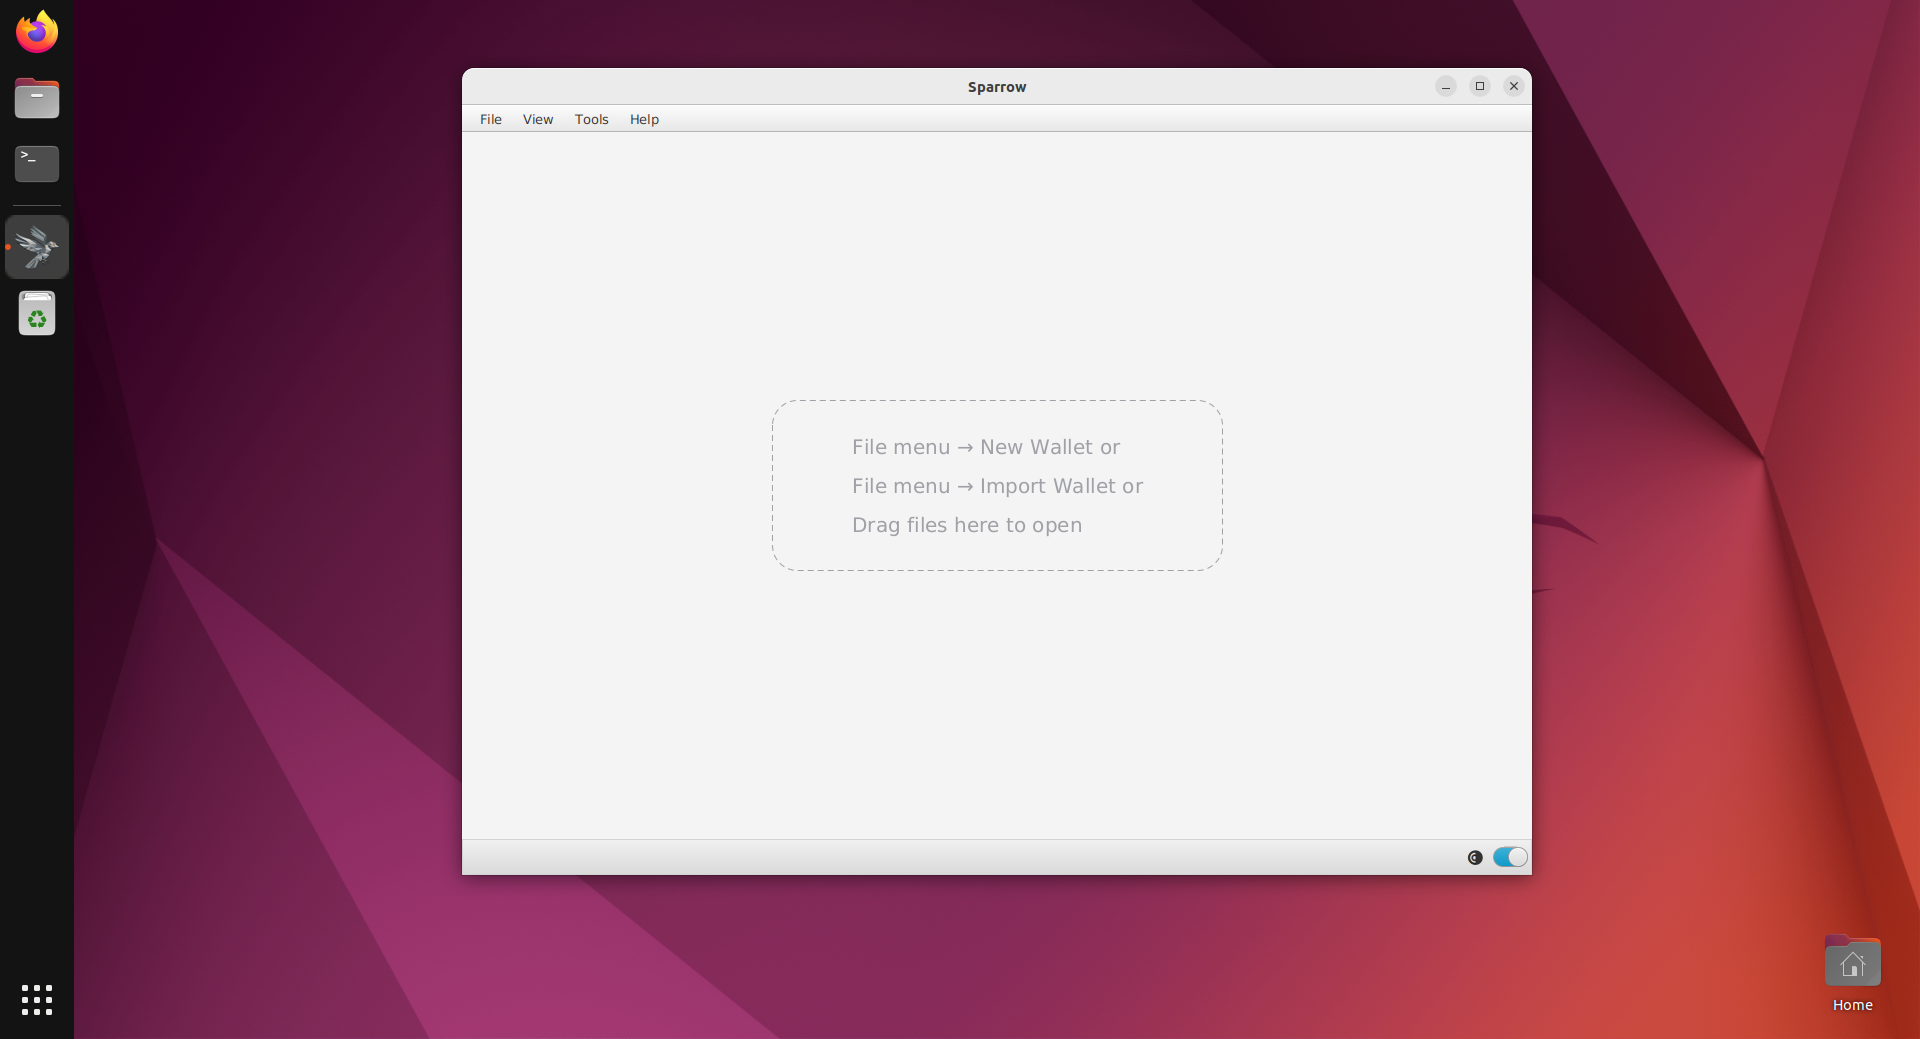 Sparrow
File View Tools Help
File menu → New Wallet or
File menu → Import Wallet or
Drag files here to open
>_
Home